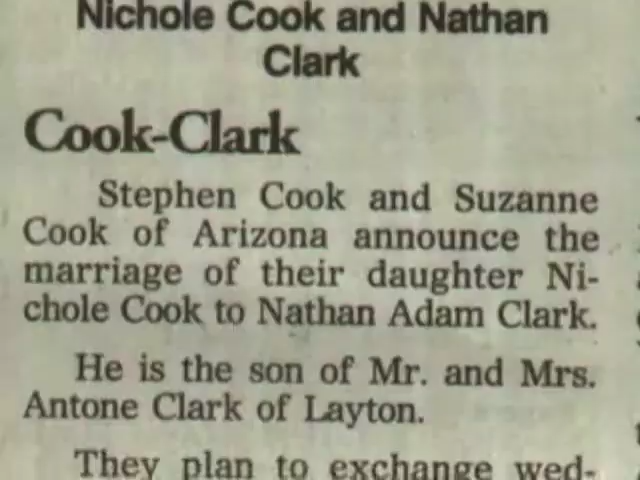 Nichole Cook and Nathan
Clark
Cook-Clark
Stephen Cook and Suzanne
Cook of Arizona announce the
marriage of their daughter Ni-
chole Cook to Nathan Adam Clark.
He is the son of Mr. and Mrs.
Antone Clark of Layton.
They plan to exchange wed-